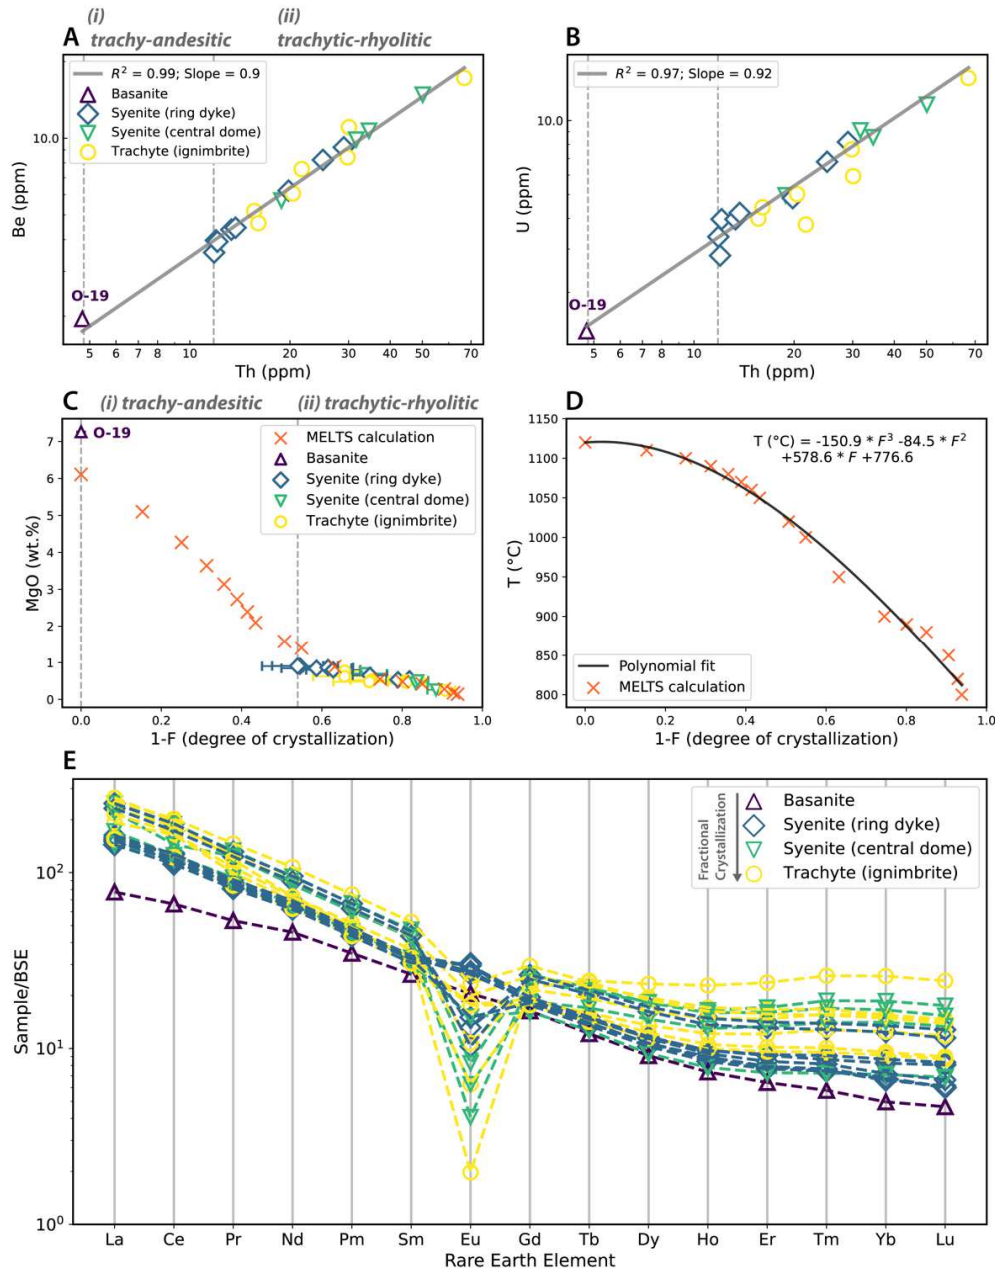 (i)
(ii)
A
trachy-andesitic
trachytic-rhyolitic
B
R² = 0.99; Slope = 0.9
Basanite
Syenite (ring dyke)
Syenite (central dome)
Trachyte (ignimbrite)
10.0
Be (ppm)
O-19
5 6 7 8 10 20 30 40 50 70
Th (ppm)
R² = 0.97; Slope = 0.92
10.0
U (ppm)
O-19
5 6 7 8 10 20 30 40 50 70
Th (ppm)
C
(i) trachy-andesitic
(ii) trachytic-rhyolitic
D
O-19
MELTS calculation
Basanite
Syenite (ring dyke)
Syenite (central dome)
Trachyte (ignimbrite)
7
6
5
4
3
2
1
0
MgO (wt.%)
0.0 0.2 0.4 0.6 0.8 1.0
1-F (degree of crystallization)
T (°C) = -150.9 * F³ -84.5 * F²
+578.6 * F +776.6
1150
1100
1050
1000
950
900
850
800
T (°C)
Polynomial fit
MELTS calculation
0.0 0.2 0.4 0.6 0.8 1.0
1-F (degree of crystallization)
E
Fractional
Crystallization
Basanite
Syenite (ring dyke)
Syenite (central dome)
Trachyte (ignimbrite)
10²
10¹
10⁰
Sample/BSE
La Ce Pr Nd Pm Sm Eu Gd Tb Dy Ho Er Tm Yb Lu
Rare Earth Element